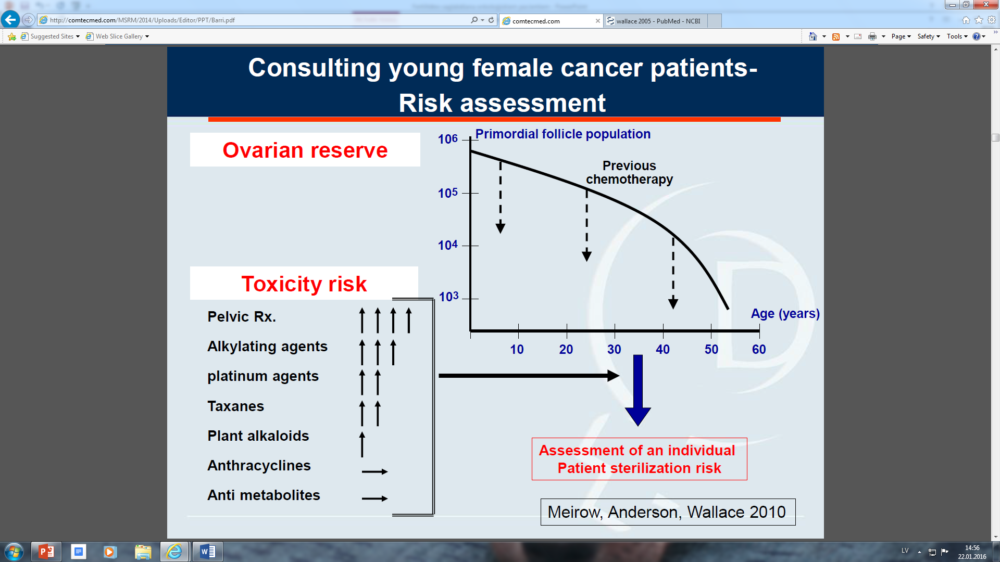 http://comtecmed.com/MSRM/2014/Uploads/Editor/PPT/Barri.pdf
comtecmed.com
wallace 2005 - PubMed - NCBI
Suggested Sites
Web Slice Gallery
Page
Safety
Tools
Consulting young female cancer patients-
Risk assessment
Ovarian reserve
Primordial follicle population
10⁶
10⁵
10⁴
10³
Previous
chemotherapy
Age (years)
10 20 30 40 50 60
Toxicity risk
Pelvic Rx.
Alkylating agents
platinum agents
Taxanes
Plant alkaloids
Anthracyclines
Anti metabolites
Assessment of an individual
Patient sterilization risk
Meirow, Anderson, Wallace 2010
LV
14:56
22.01.2016